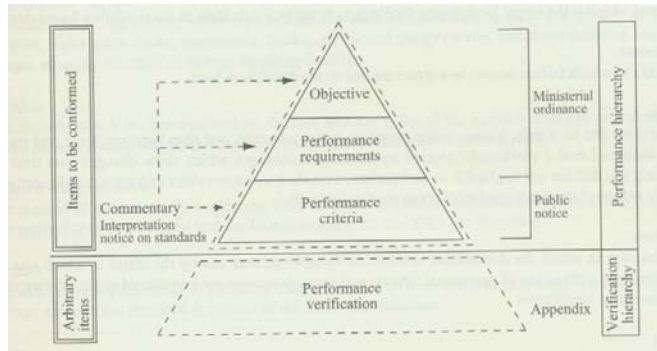 Items to be conformed
Objective
Performance
requirements
Performance
criteria
Commentary
Interpretation
notice on standards
Ministerial
ordinance
Public
notice
Performance hierarchy
Arbitrary
items
Performance
verification
Appendix
Verification
hierarchy